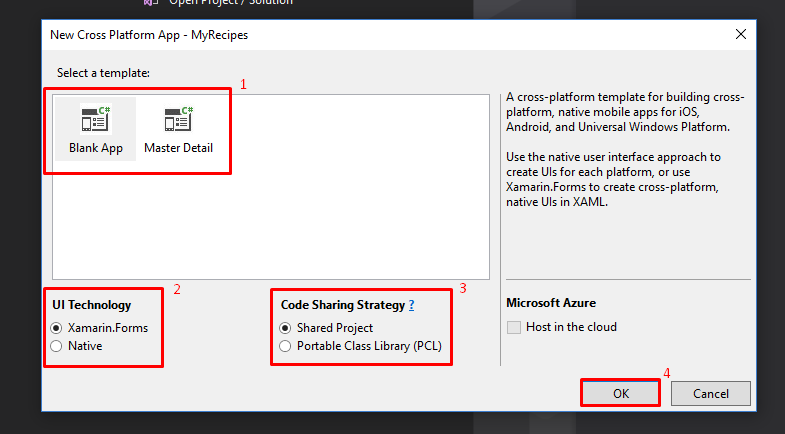 Open Project / Solution
New Cross Platform App - MyRecipes
Select a template:
1
C#
C#
Blank App
Master Detail
A cross-platform template for building cross-
platform, native mobile apps for iOS,
Android, and Universal Windows Platform.
Use the native user interface approach to
create UIs for each platform, or use
Xamarin.Forms to create cross-platform,
native UIs in XAML.
2
UI Technology
Xamarin.Forms
Native
3
Code Sharing Strategy ?
Shared Project
Portable Class Library (PCL)
Microsoft Azure
Host in the cloud
4
OK
Cancel